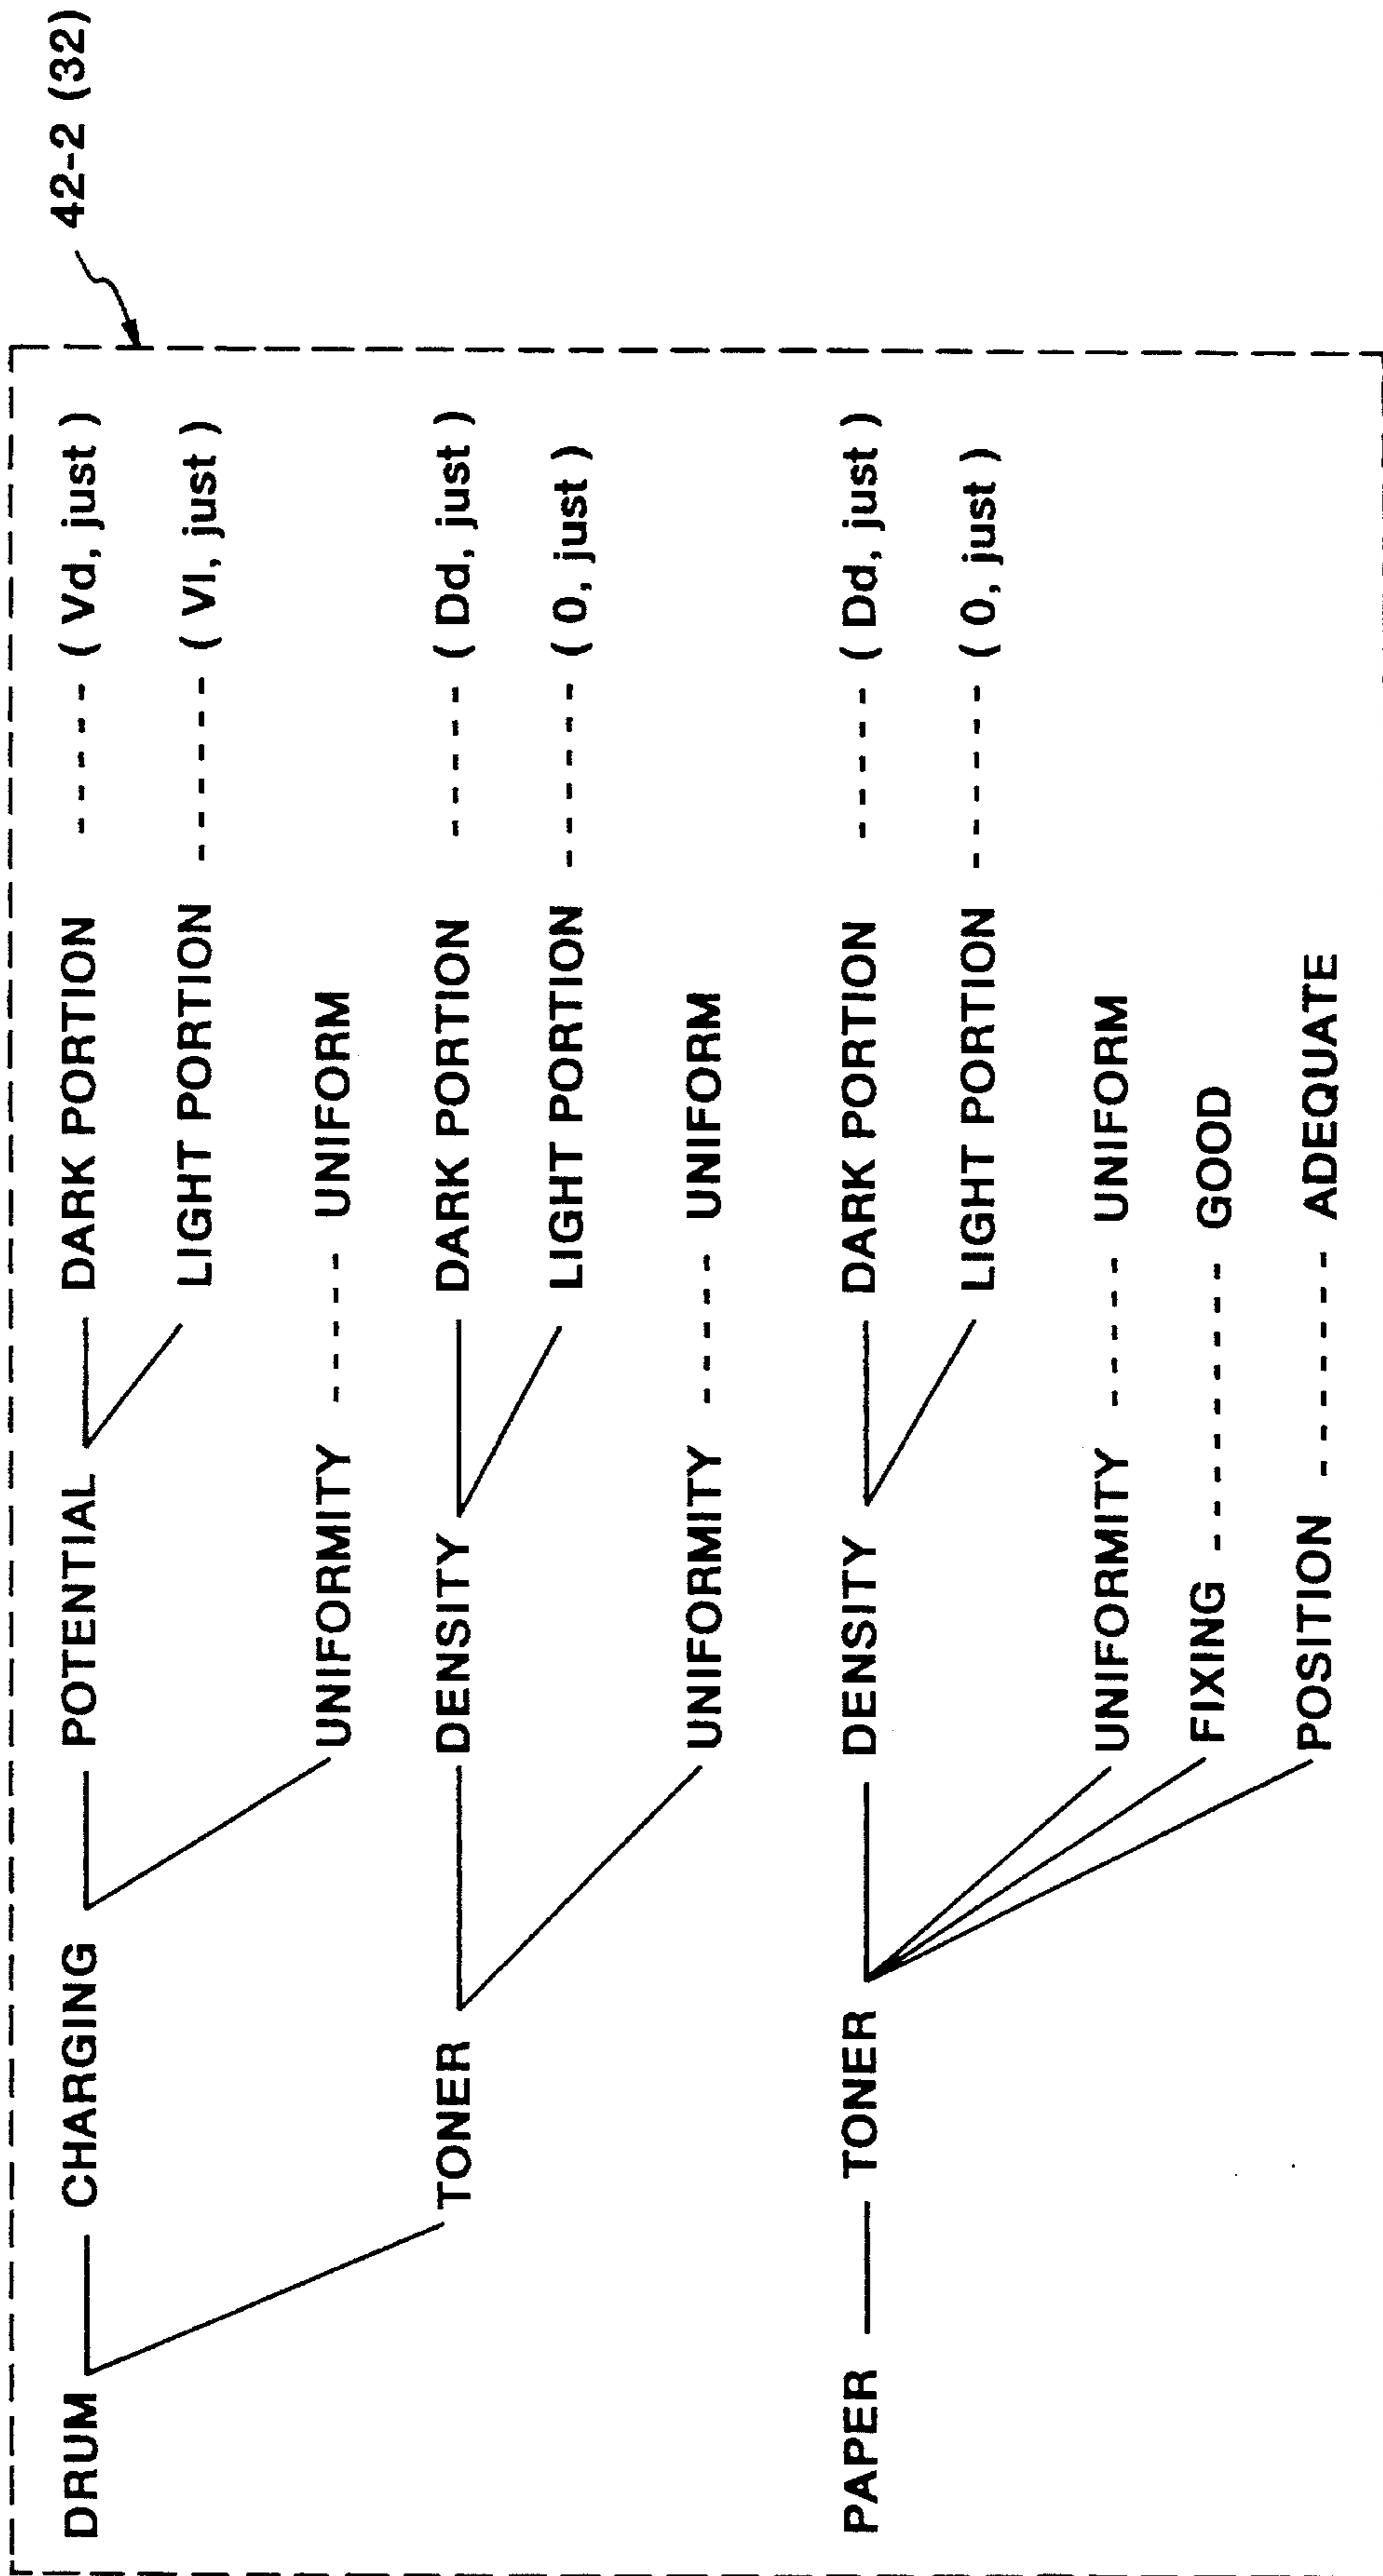 42-2 (32)
DRUM CHARGING POTENTIAL DARK PORTION ----- ( Vd, just )
LIGHT PORTION ------ ( Vl, just )
UNIFORMITY ---- UNIFORM
TONER DENSITY DARK PORTION ----- ( Dd, just )
LIGHT PORTION ------ ( 0, just )
UNIFORMITY ---- UNIFORM
PAPER TONER DENSITY DARK PORTION ----- ( Dd, just )
LIGHT PORTION ------ ( 0, just )
UNIFORMITY ---- UNIFORM
FIXING -------- GOOD
POSITION ------ ADEQUATE